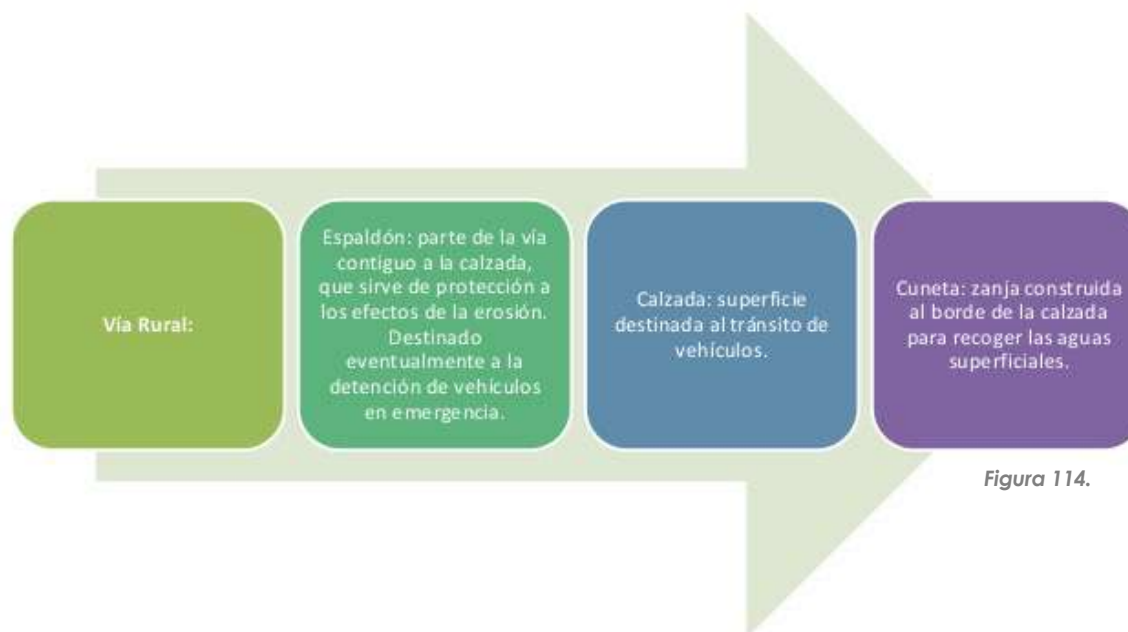 Vía Rural:
Espaldón: parte de la vía
contiguo a la calzada,
que sirve de protección a
los efectos de la erosión.
Destinado
eventualmente a la
detención de vehículos
en emergencia.
Calzada: superficie
destinada al tránsito de
vehículos.
Cuneta: zanja construida
al borde de la calzada
para recoger las aguas
superficiales.
Figura 114.